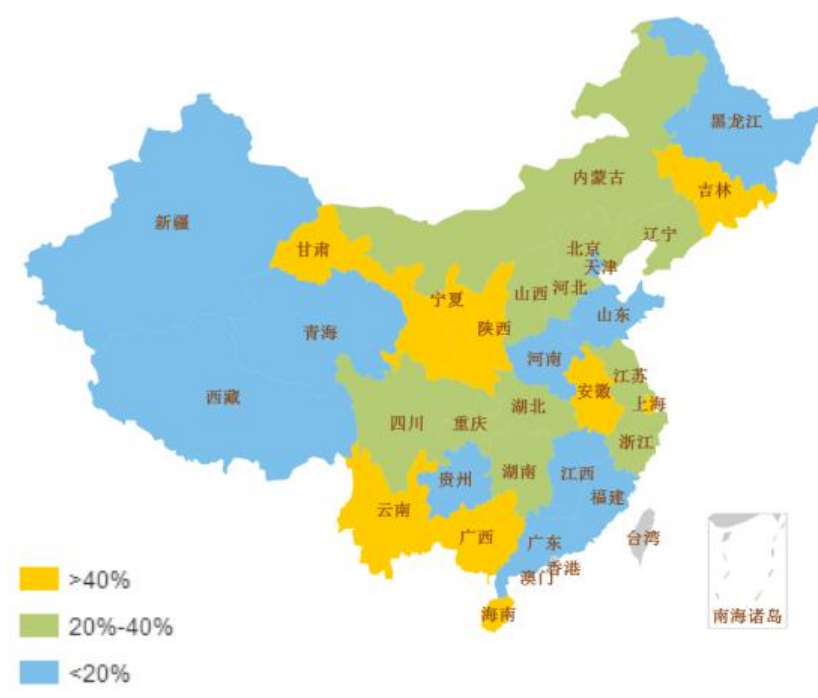 黑龙江
内蒙古
吉林
新疆
辽宁
甘肃
北京
天津
宁夏
山西
河北
山东
青海
陕西
河南
江苏
西藏
安徽
上海
湖北
四川
重庆
浙江
湖南
江西
贵州
福建
云南
广西
台湾
广东
香港
澳门
海南
南海诸岛
>40%
20%-40%
<20%